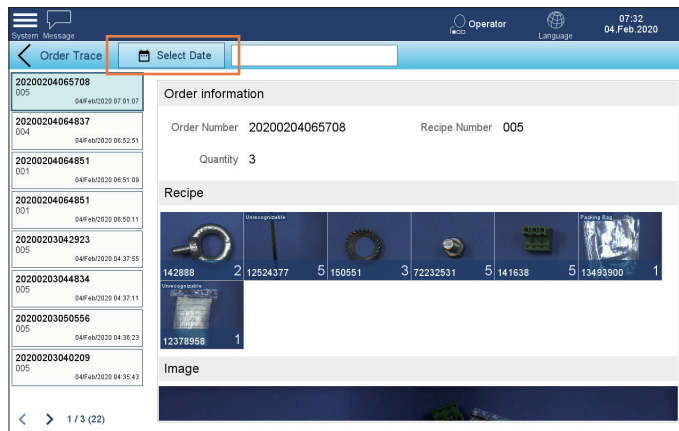 System Message
Operator
Language
07:32
04.Feb.2020
Order Trace
Select Date
20200204065708
005
04/Feb/2020 07:01:07
20200204064837
004
04/Feb/2020 06:52:51
20200204064851
001
04/Feb/2020 06:51:09
20200204064851
001
04/Feb/2020 06:50:11
20200203042923
005
04/Feb/2020 04:37:55
20200203044834
005
04/Feb/2020 04:37:11
20200203050556
005
04/Feb/2020 04:36:23
20200203040209
005
04/Feb/2020 04:35:43
1 / 3 (22)
Order information
Order Number 20200204065708 Recipe Number 005
Quantity 3
Recipe
Unrecognizable
Packing Bag
142888 2 12524377 5 150551 3 72232531 5 141638 5 13493900 1
Unrecognizable
12378958 1
Image